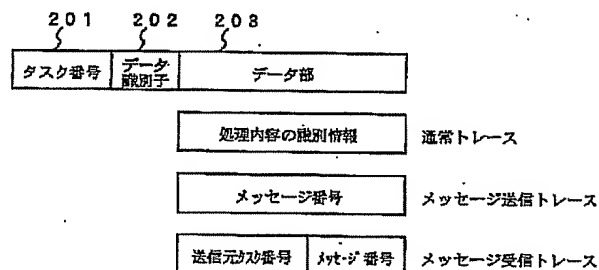 201 202 203
タスク番号 データ識別子 データ部
処理内容の識別情報 通常トレース
メッセージ番号 メッセージ送信トレース
送信元タスク番号 メッセージ番号 メッセージ受信トレース